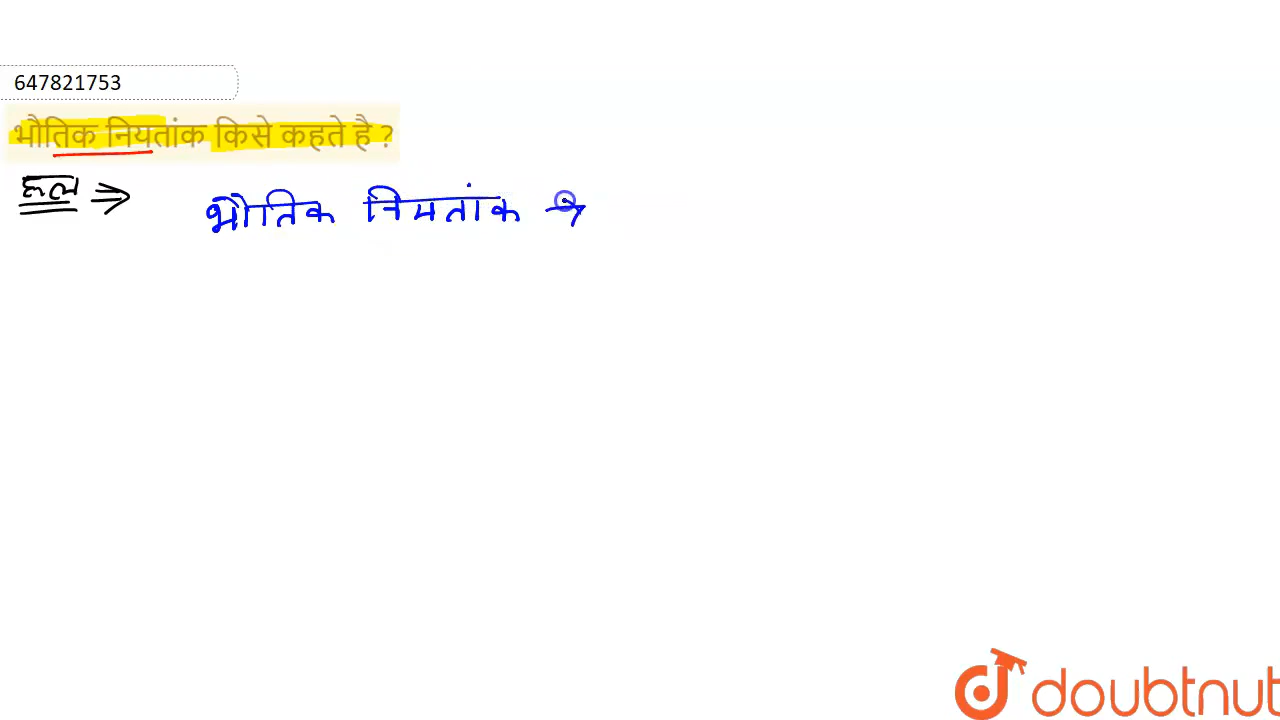 647821753
भौतिक नियतांक किसे कहते है ?
हल ⇒ भौतिक नियतांक →
doubtnut